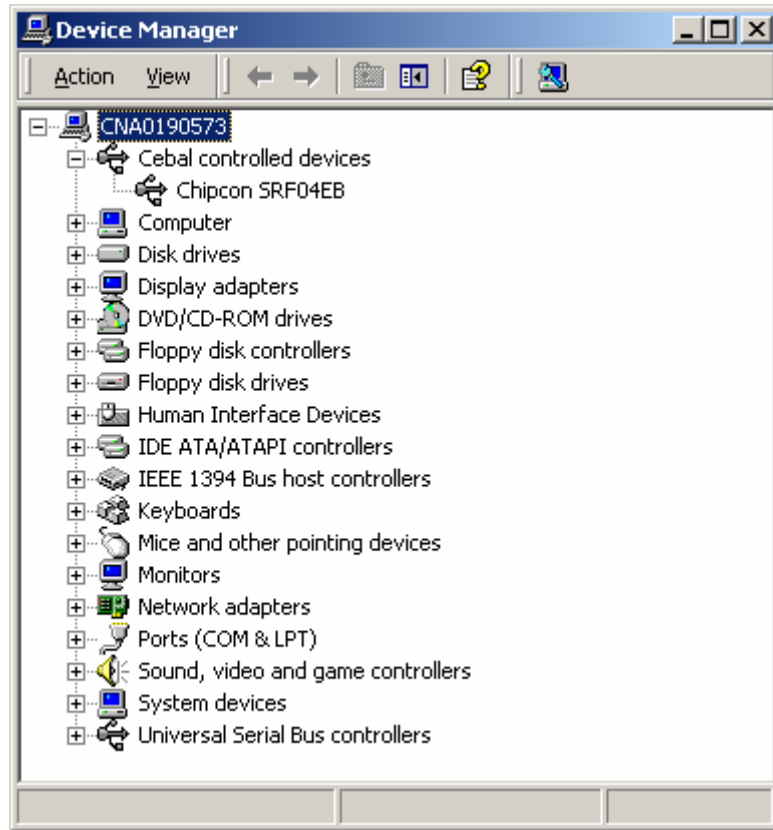 Device Manager
Action View
CNA0190573
Cebal controlled devices
Chipcon SRF04EB
Computer
Disk drives
Display adapters
DVD/CD-ROM drives
Floppy disk controllers
Floppy disk drives
Human Interface Devices
IDE ATA/ATAPI controllers
IEEE 1394 Bus host controllers
Keyboards
Mice and other pointing devices
Monitors
Network adapters
Ports (COM & LPT)
Sound, video and game controllers
System devices
Universal Serial Bus controllers